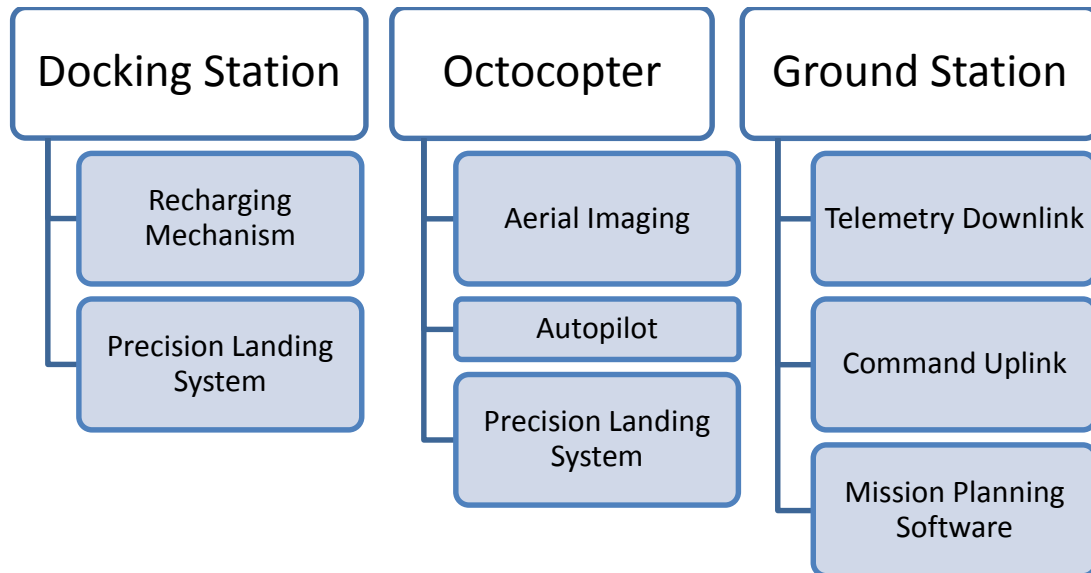 Docking Station
Recharging
Mechanism
Precision Landing
System
Octocopter
Aerial Imaging
Autopilot
Precision Landing
System
Ground Station
Telemetry Downlink
Command Uplink
Mission Planning
Software